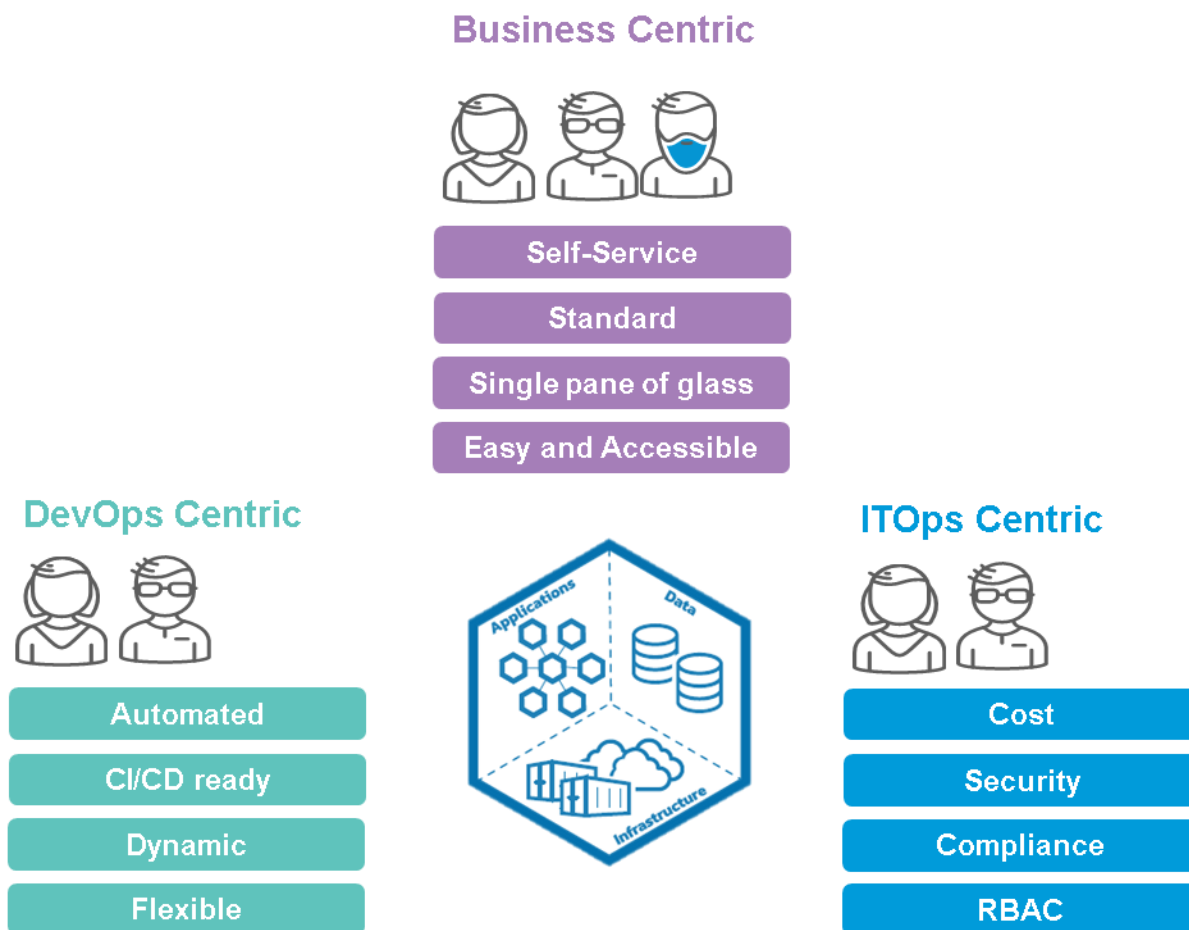 Business Centric
Self-Service
Standard
Single pane of glass
Easy and Accessible
DevOps Centric
Automated
CI/CD ready
Dynamic
Flexible
Applications
Data
Infrastructure
ITOps Centric
Cost
Security
Compliance
RBAC